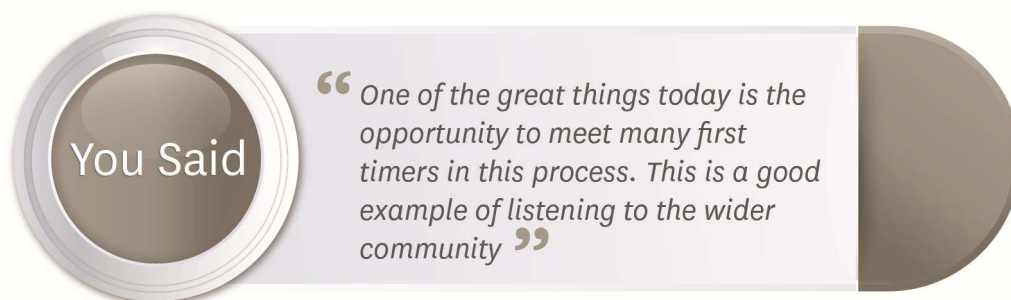 You Said
“ One of the great things today is the
opportunity to meet many first
timers in this process. This is a good
example of listening to the wider
community ”